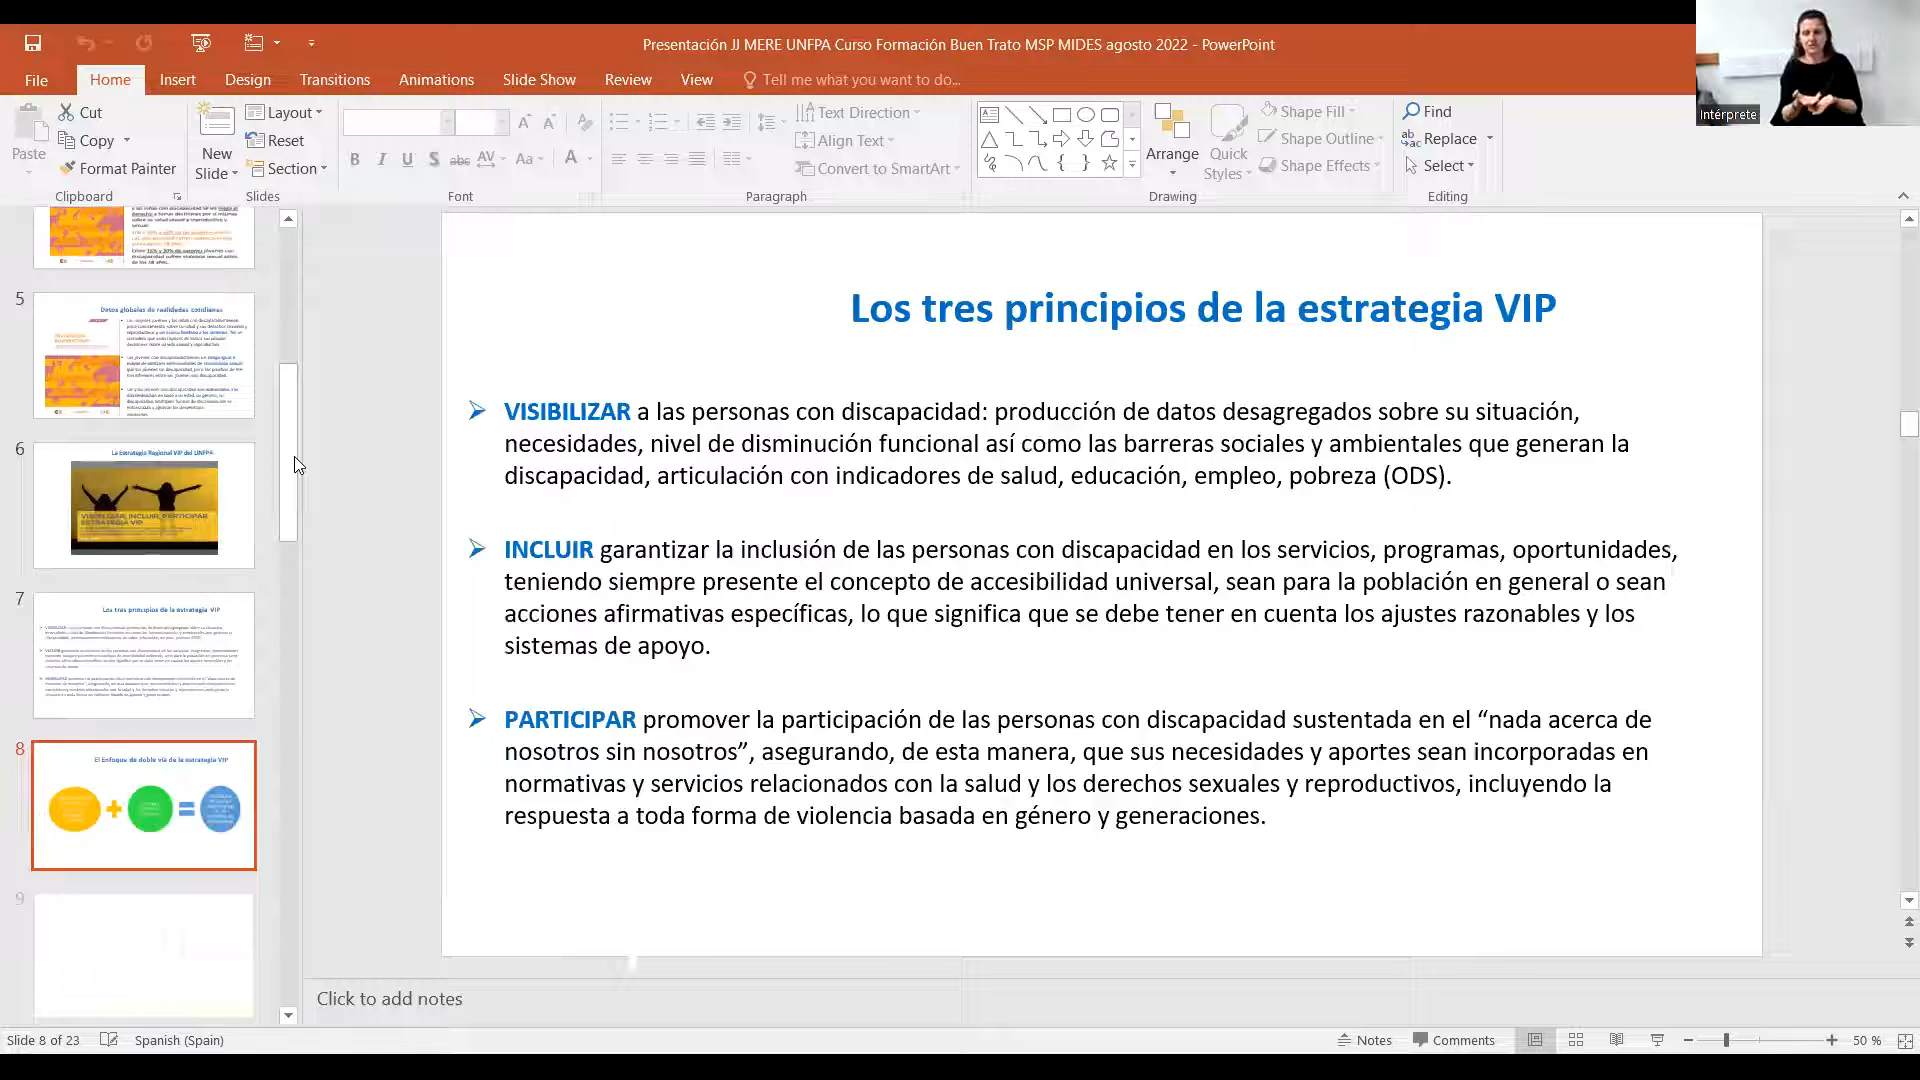 Presentación JJ MERE UNFPA Curso Formación Buen Trato MSP MIDES agosto 2022 - PowerPoint
File Home Insert Design Transitions Animations Slide Show Review View Tell me what you want to do...
Intérprete
Paste
Cut
Copy
Format Painter
Clipboard
New
Slide
Layout
Reset
Section
Slides
Font
Text Direction
Align Text
Convert to SmartArt
Paragraph
Arrange
Quick
Styles
Shape Fill
Shape Outline
Shape Effects
Drawing
Find
Replace
Select
Editing
5
Datos globales de realidades cotidianas
6
La Estrategia Regional VIP del UNFPA
VISIBILIZAR, INCLUIR, PARTICIPAR
ESTRATEGIA VIP
7
Los tres principios de la estrategia VIP
8
El Enfoque de doble vía de la estrategia VIP
9
Los tres principios de la estrategia VIP
VISIBILIZAR a las personas con discapacidad: producción de datos desagregados sobre su situación,
necesidades, nivel de disminución funcional así como las barreras sociales y ambientales que generan la
discapacidad, articulación con indicadores de salud, educación, empleo, pobreza (ODS).
INCLUIR garantizar la inclusión de las personas con discapacidad en los servicios, programas, oportunidades,
teniendo siempre presente el concepto de accesibilidad universal, sean para la población en general o sean
acciones afirmativas específicas, lo que significa que se debe tener en cuenta los ajustes razonables y los
sistemas de apoyo.
PARTICIPAR promover la participación de las personas con discapacidad sustentada en el “nada acerca de
nosotros sin nosotros”, asegurando, de esta manera, que sus necesidades y aportes sean incorporadas en
normativas y servicios relacionados con la salud y los derechos sexuales y reproductivos, incluyendo la
respuesta a toda forma de violencia basada en género y generaciones.
Click to add notes
Slide 8 of 23 Spanish (Spain) Notes Comments 50 %